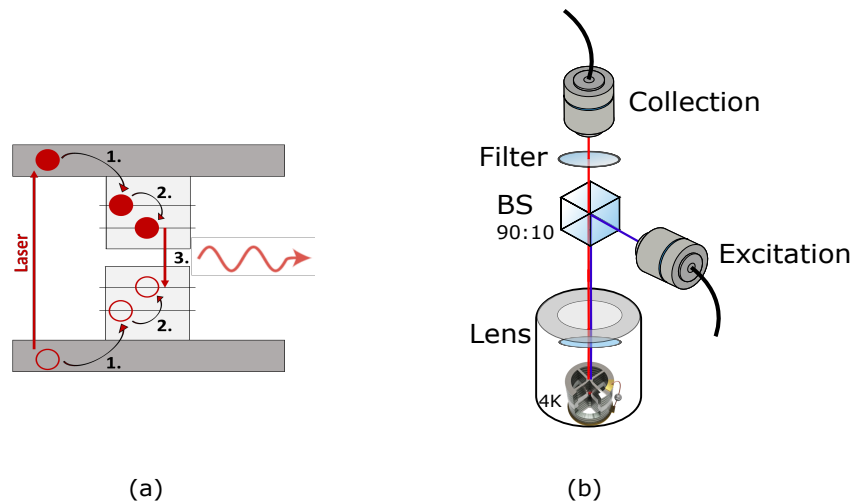 1.
2.
3.
Laser
2.
1.
(a)
Collection
Filter
BS
90:10
Excitation
Lens
4K
(b)